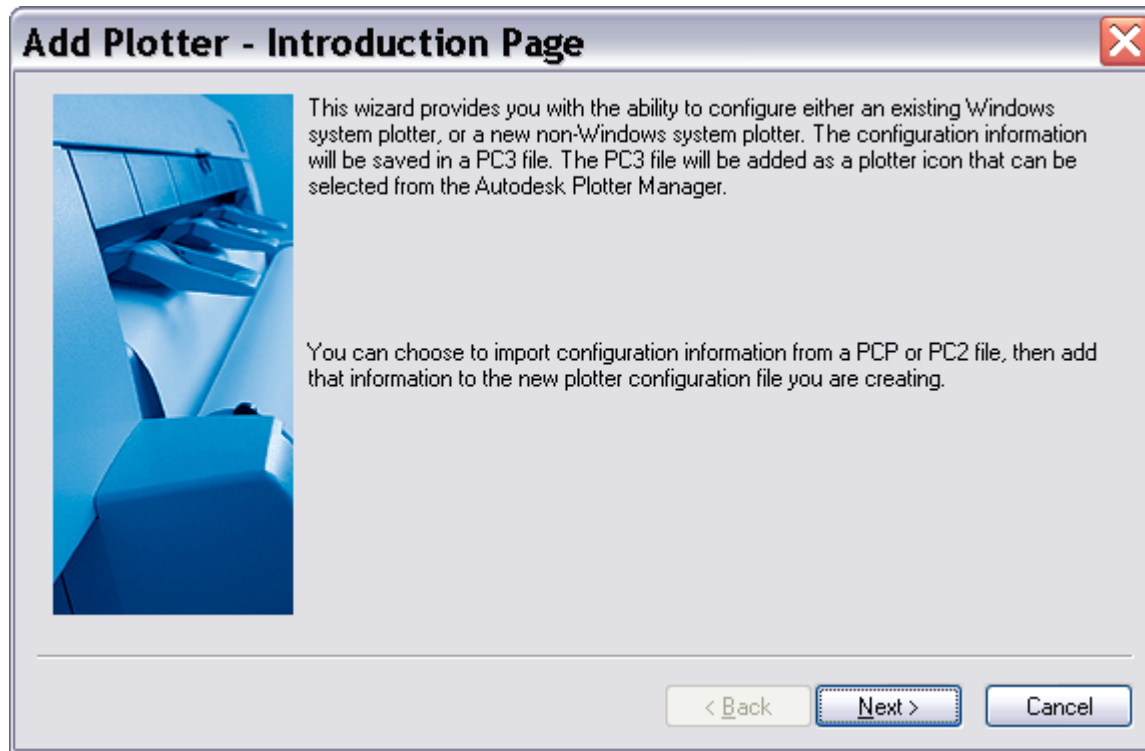 Add Plotter - Introduction Page
This wizard provides you with the ability to configure either an existing Windows
system plotter, or a new non-Windows system plotter. The configuration information
will be saved in a PC3 file. The PC3 file will be added as a plotter icon that can be
selected from the Autodesk Plotter Manager.
You can choose to import configuration information from a PCP or PC2 file, then add
that information to the new plotter configuration file you are creating.
< Back
Next >
Cancel